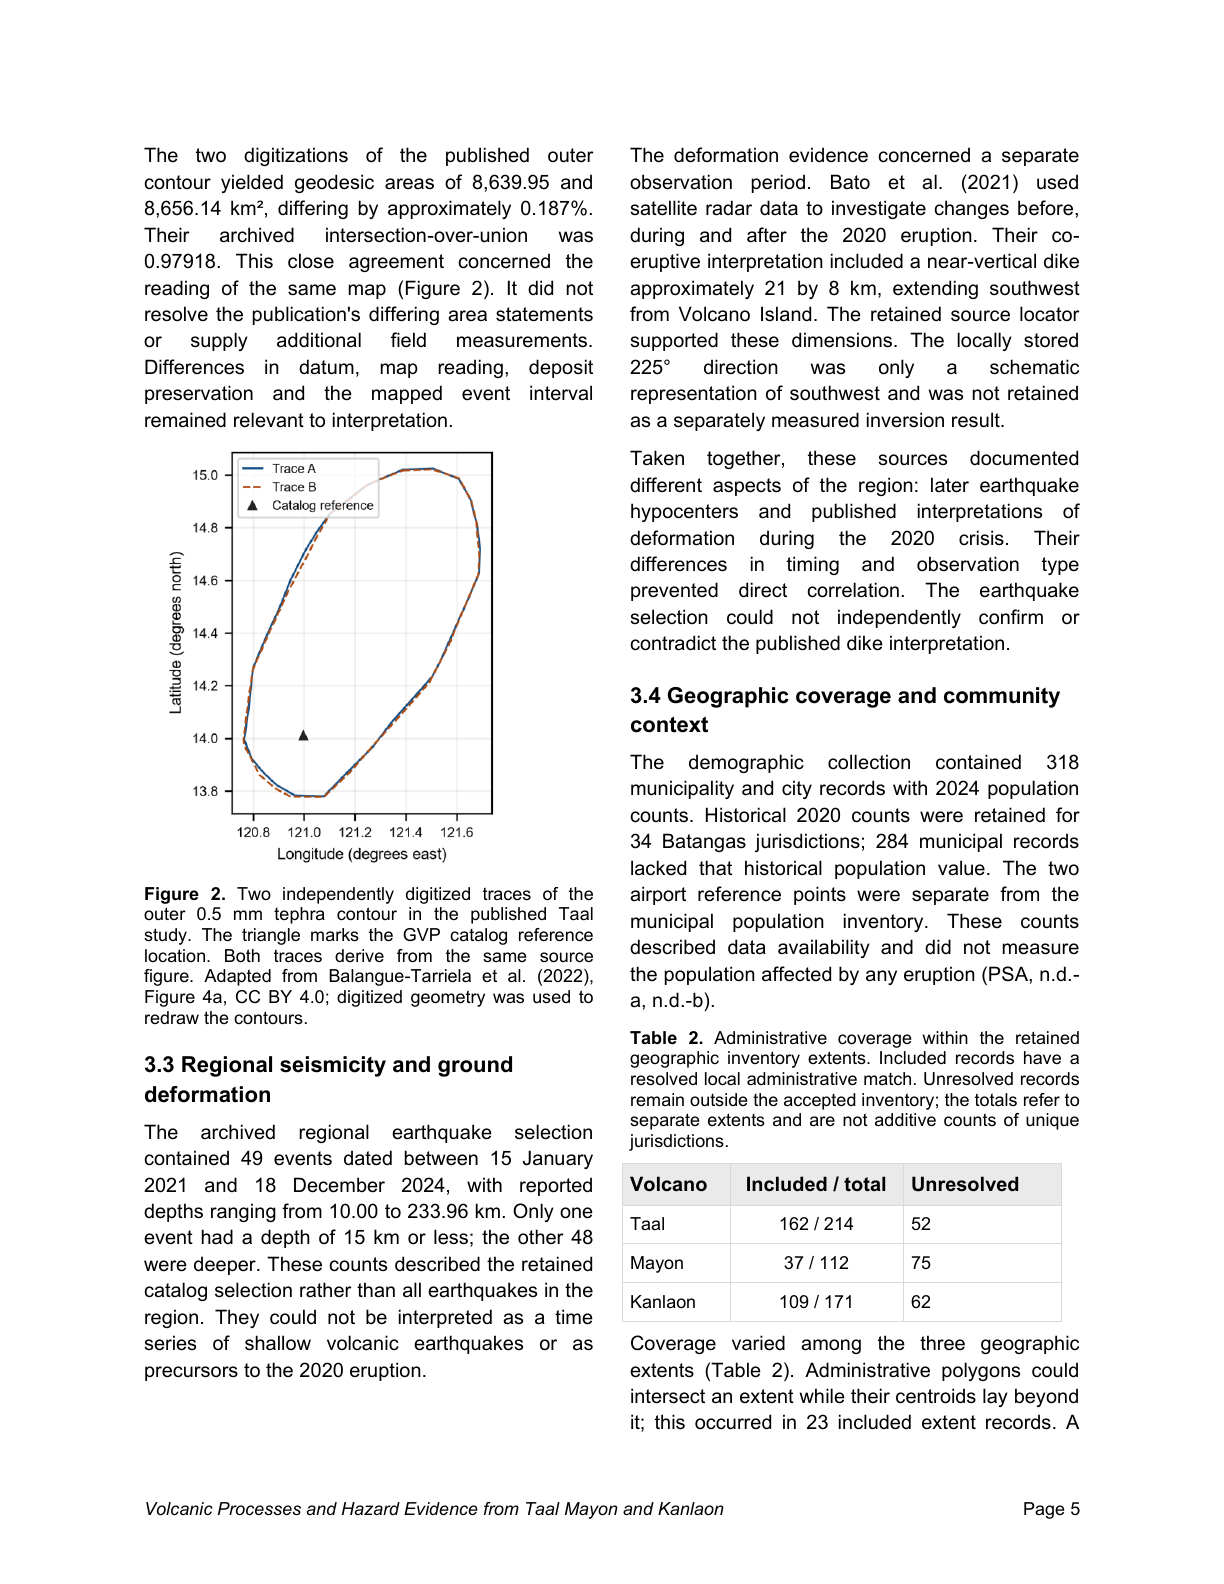 The two digitizations of the published outer
contour yielded geodesic areas of 8,639.95 and
8,656.14 km², differing by approximately 0.187%.
Their archived intersection-over-union was
0.97918. This close agreement concerned the
reading of the same map (Figure 2). It did not
resolve the publication's differing area statements
or supply additional field measurements.
Differences in datum, map reading, deposit
preservation and the mapped event interval
remained relevant to interpretation.
Trace A
Trace B
Catalog reference
15.0
14.8
14.6
14.4
14.2
14.0
13.8
Latitude (degrees north)
120.8 121.0 121.2 121.4 121.6
Longitude (degrees east)
Figure 2. Two independently digitized traces of the
outer 0.5 mm tephra contour in the published Taal
study. The triangle marks the GVP catalog reference
location. Both traces derive from the same source
figure. Adapted from Balangue-Tarriela et al. (2022),
Figure 4a, CC BY 4.0; digitized geometry was used to
redraw the contours.
3.3 Regional seismicity and ground
deformation
The archived regional earthquake selection
contained 49 events dated between 15 January
2021 and 18 December 2024, with reported
depths ranging from 10.00 to 233.96 km. Only one
event had a depth of 15 km or less; the other 48
were deeper. These counts described the retained
catalog selection rather than all earthquakes in the
region. They could not be interpreted as a time
series of shallow volcanic earthquakes or as
precursors to the 2020 eruption.
The deformation evidence concerned a separate
observation period. Bato et al. (2021) used
satellite radar data to investigate changes before,
during and after the 2020 eruption. Their co-
eruptive interpretation included a near-vertical dike
approximately 21 by 8 km, extending southwest
from Volcano Island. The retained source locator
supported these dimensions. The locally stored
225° direction was only a schematic
representation of southwest and was not retained
as a separately measured inversion result.
Taken together, these sources documented
different aspects of the region: later earthquake
hypocenters and published interpretations of
deformation during the 2020 crisis. Their
differences in timing and observation type
prevented direct correlation. The earthquake
selection could not independently confirm or
contradict the published dike interpretation.
3.4 Geographic coverage and community
context
The demographic collection contained 318
municipality and city records with 2024 population
counts. Historical 2020 counts were retained for
34 Batangas jurisdictions; 284 municipal records
lacked that historical population value. The two
airport reference points were separate from the
municipal population inventory. These counts
described data availability and did not measure
the population affected by any eruption (PSA, n.d.-
a, n.d.-b).
Table 2. Administrative coverage within the retained
geographic inventory extents. Included records have a
resolved local administrative match. Unresolved records
remain outside the accepted inventory; the totals refer to
separate extents and are not additive counts of unique
jurisdictions.
Volcano Included / total Unresolved
Taal 162 / 214 52
Mayon 37 / 112 75
Kanlaon 109 / 171 62
Coverage varied among the three geographic
extents (Table 2). Administrative polygons could
intersect an extent while their centroids lay beyond
it; this occurred in 23 included extent records. A
Volcanic Processes and Hazard Evidence from Taal Mayon and Kanlaon Page 5